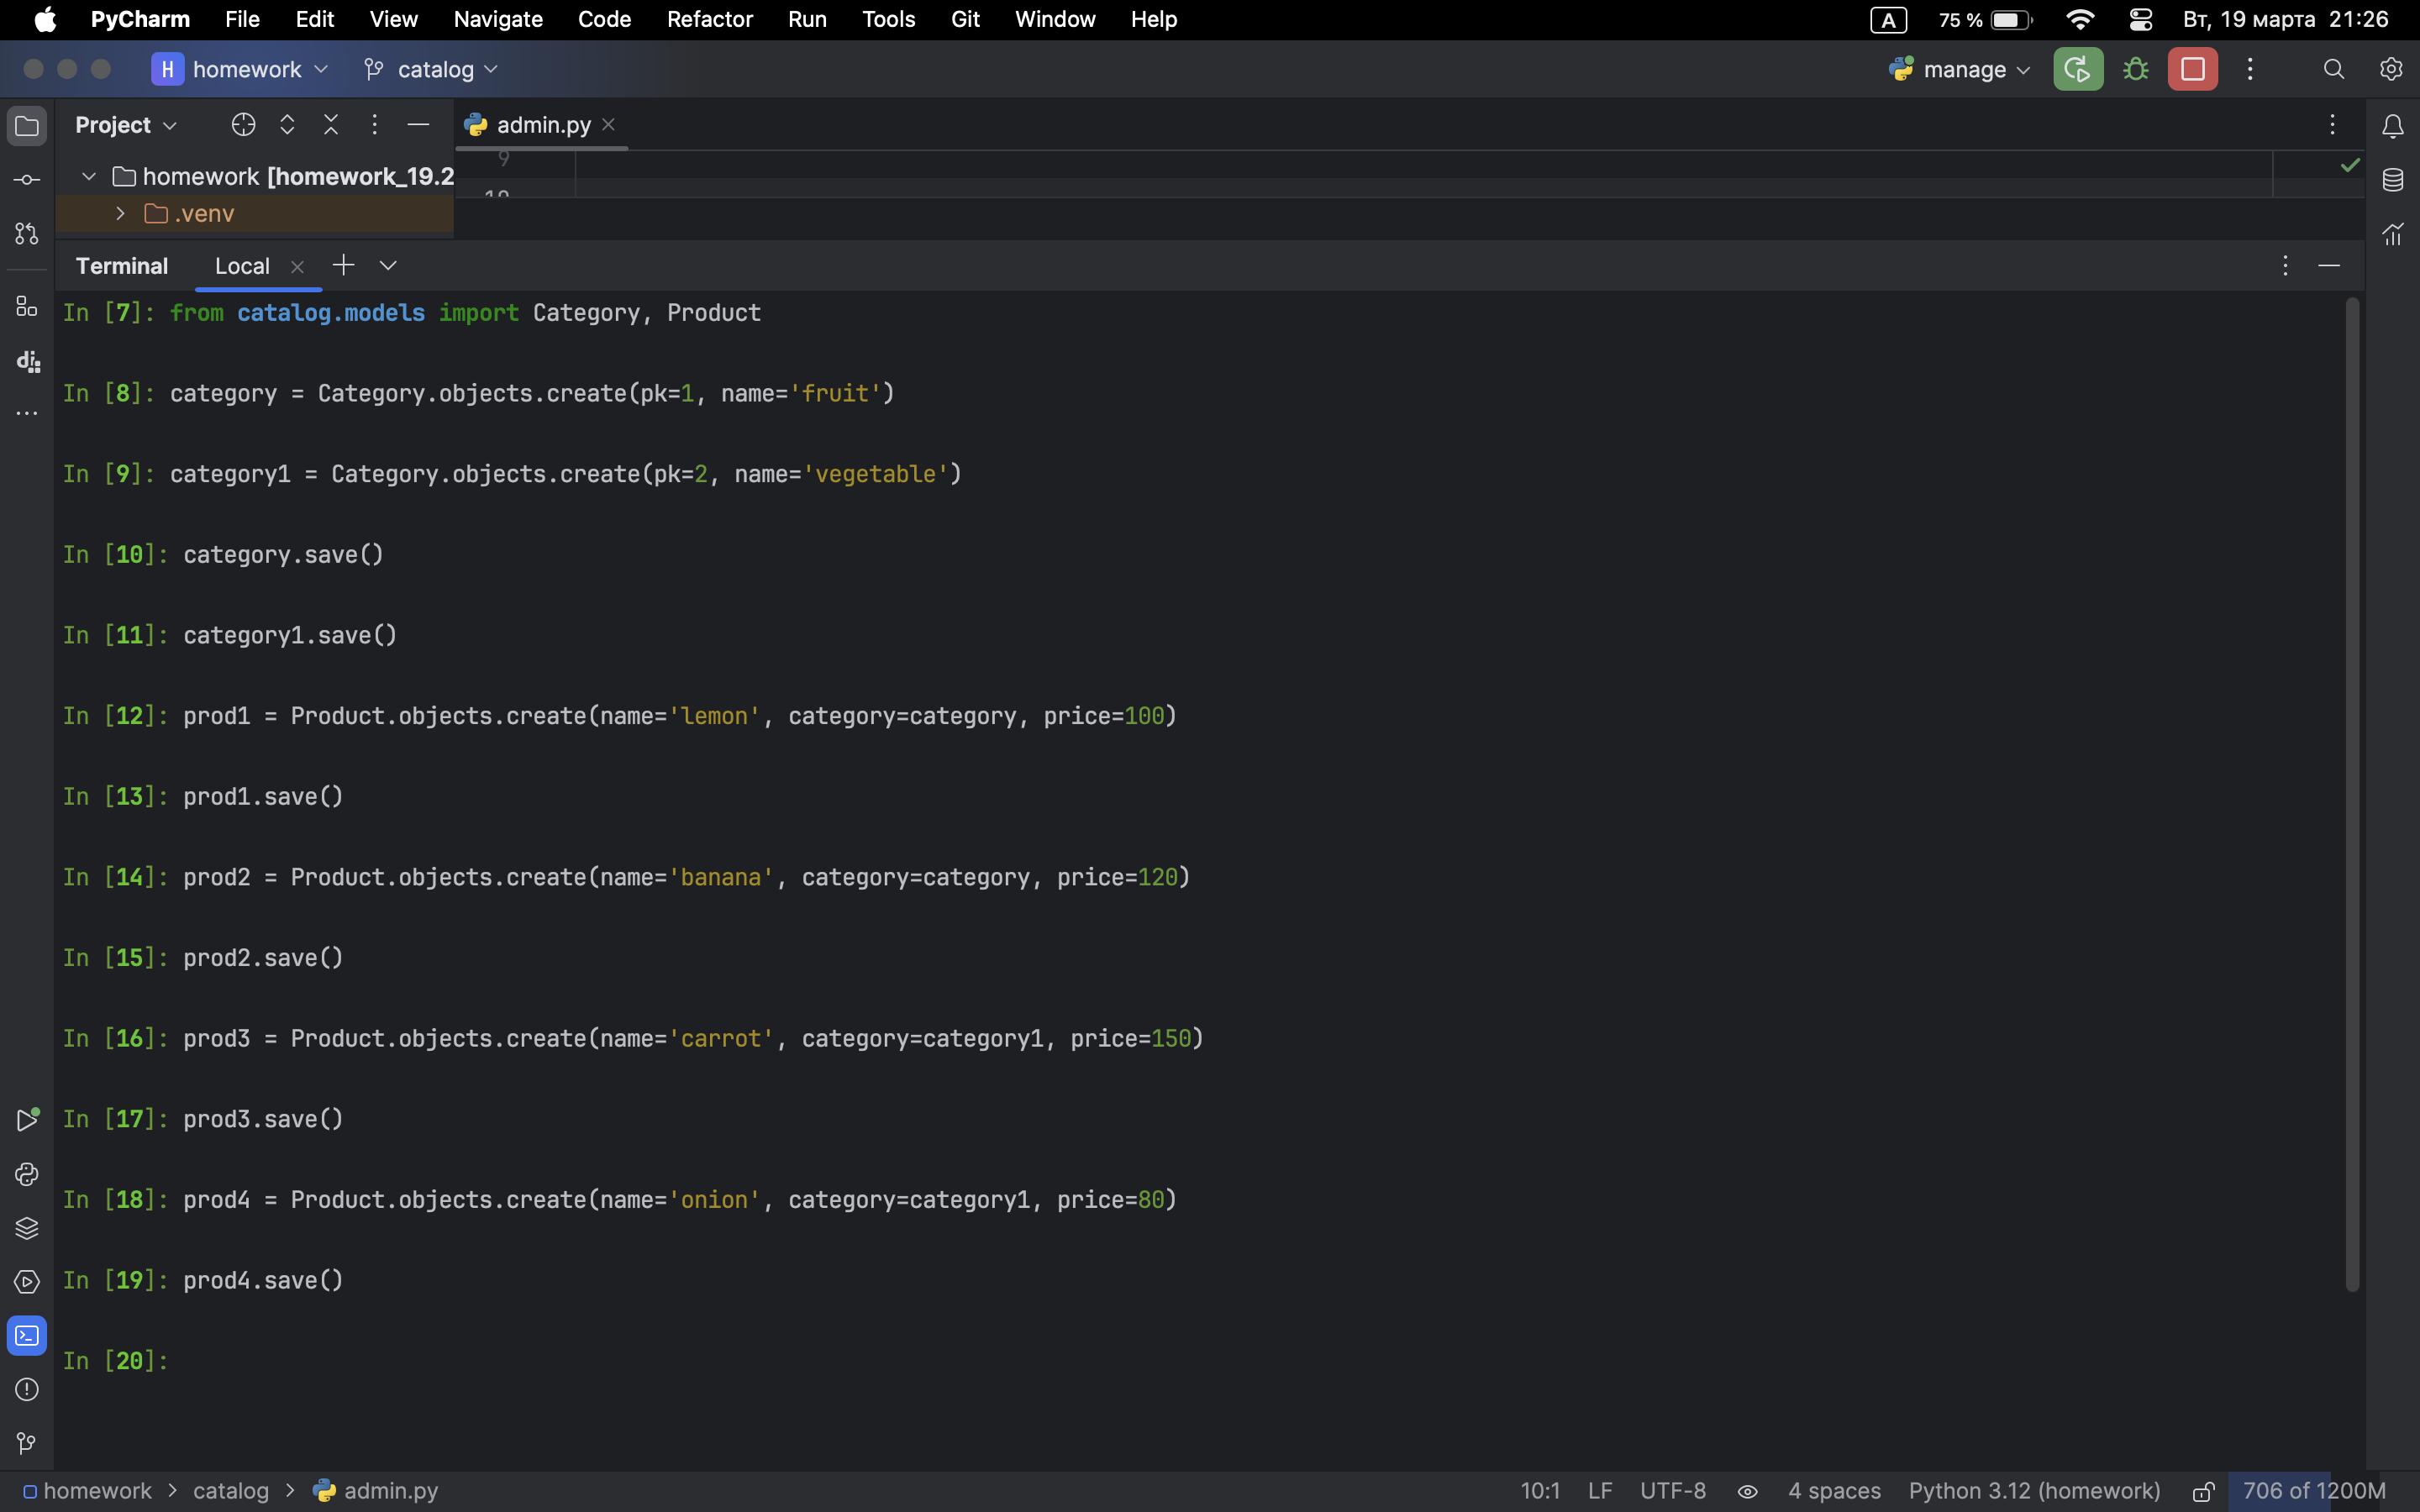 PyCharm File Edit View Navigate Code Refactor Run Tools Git Window Help A 75 % Вт, 19 марта 21:26
H homework catalog manage
Project admin.py
9
homework [homework_19.2
10
.venv
Terminal Local
In [7]: from catalog.models import Category, Product
In [8]: category = Category.objects.create(pk=1, name='fruit')
In [9]: category1 = Category.objects.create(pk=2, name='vegetable')
In [10]: category.save()
In [11]: category1.save()
In [12]: prod1 = Product.objects.create(name='lemon', category=category, price=100)
In [13]: prod1.save()
In [14]: prod2 = Product.objects.create(name='banana', category=category, price=120)
In [15]: prod2.save()
In [16]: prod3 = Product.objects.create(name='carrot', category=category1, price=150)
In [17]: prod3.save()
In [18]: prod4 = Product.objects.create(name='onion', category=category1, price=80)
In [19]: prod4.save()
In [20]:
homework > catalog > admin.py 10:1 LF UTF-8 4 spaces Python 3.12 (homework) 706 of 1200M